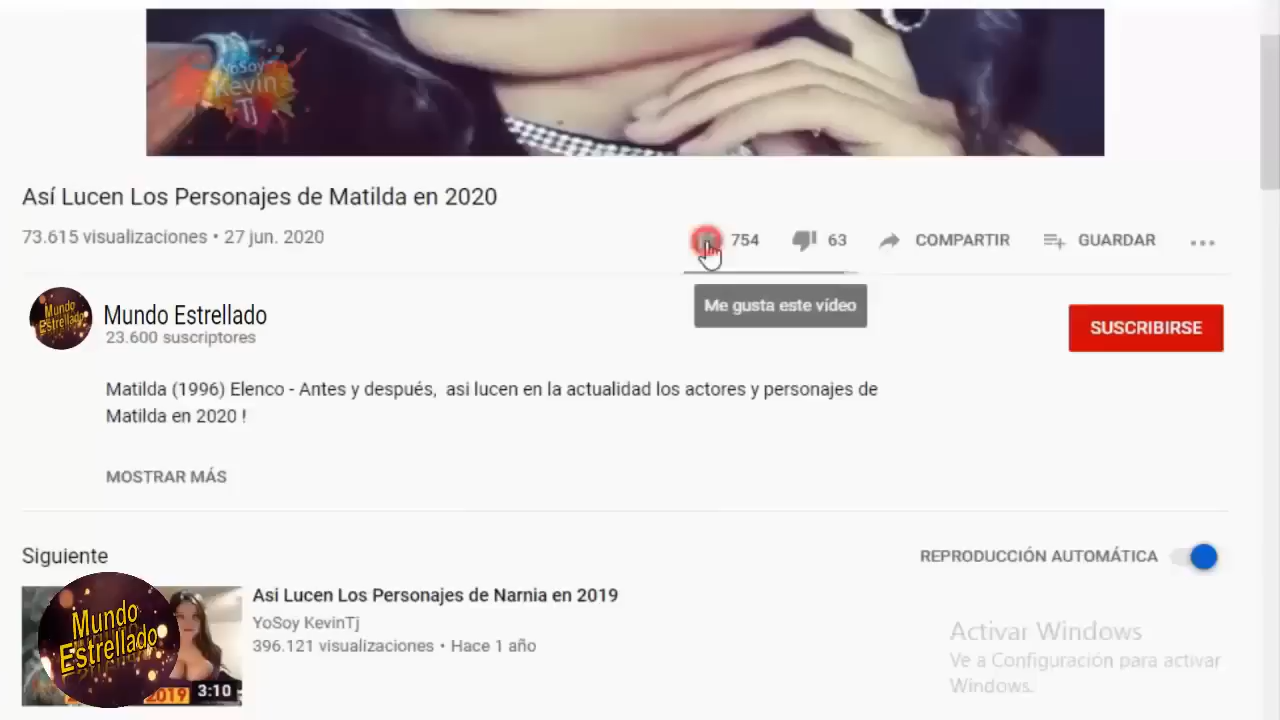 YoSoy
Kevin
Tj
Así Lucen Los Personajes de Matilda en 2020
73.615 visualizaciones • 27 jun. 2020
754
63
COMPARTIR
GUARDAR
Me gusta este vídeo
Mundo Estrellado
Mundo Estrellado
23.600 suscriptores
SUSCRIBIRSE
Matilda (1996) Elenco - Antes y después, asi lucen en la actualidad los actores y personajes de
Matilda en 2020 !
MOSTRAR MÁS
Siguiente
REPRODUCCIÓN AUTOMÁTICA
Mundo
Estrellado
2019
3:10
Asi Lucen Los Personajes de Narnia en 2019
YoSoy KevinTj
396.121 visualizaciones • Hace 1 año
Activar Windows
Ve a Configuración para activar
Windows.